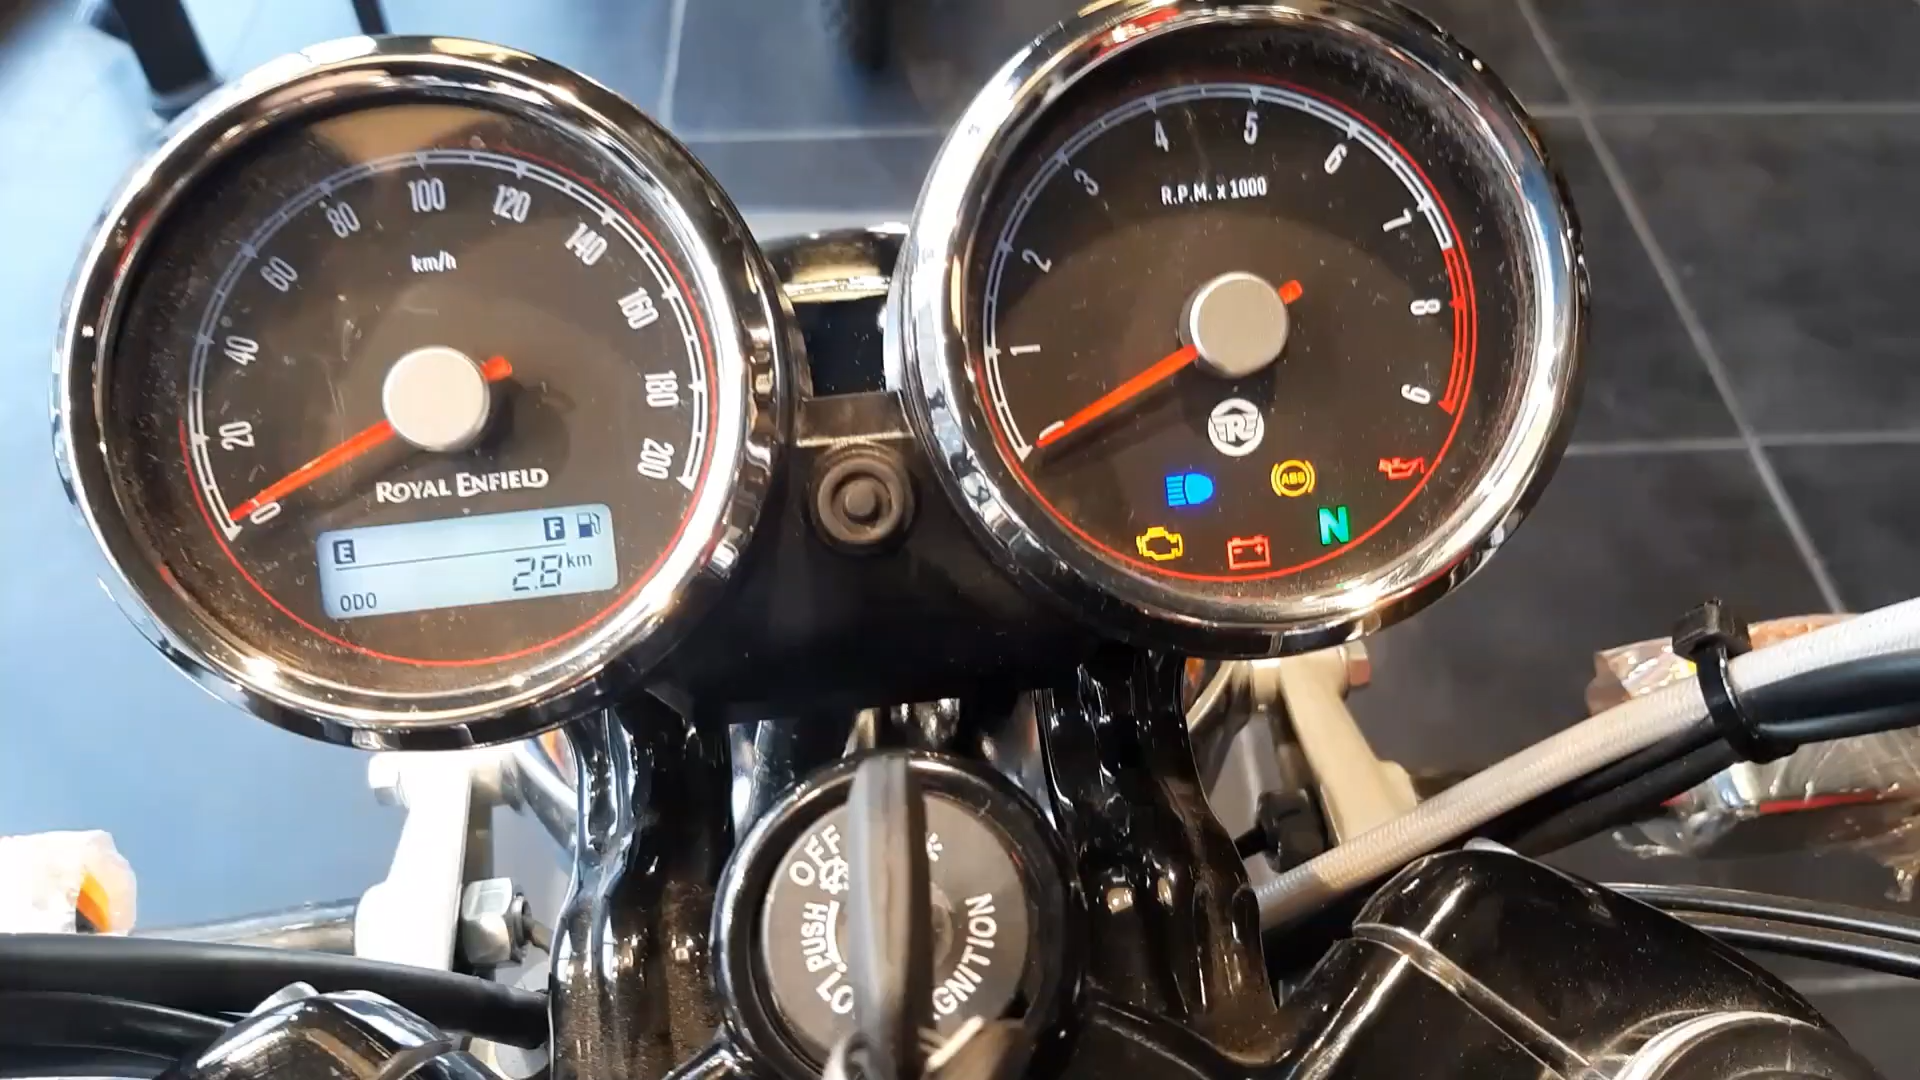 20
40
60
80
100
120
140
160
180
200
0
km/h
ROYAL ENFIELD
E
F
2.8 km
ODO
1
2
3
4
5
6
7
8
9
R.P.M. x 1000
R
ABS
N
OFF
PUSH
IGNITION